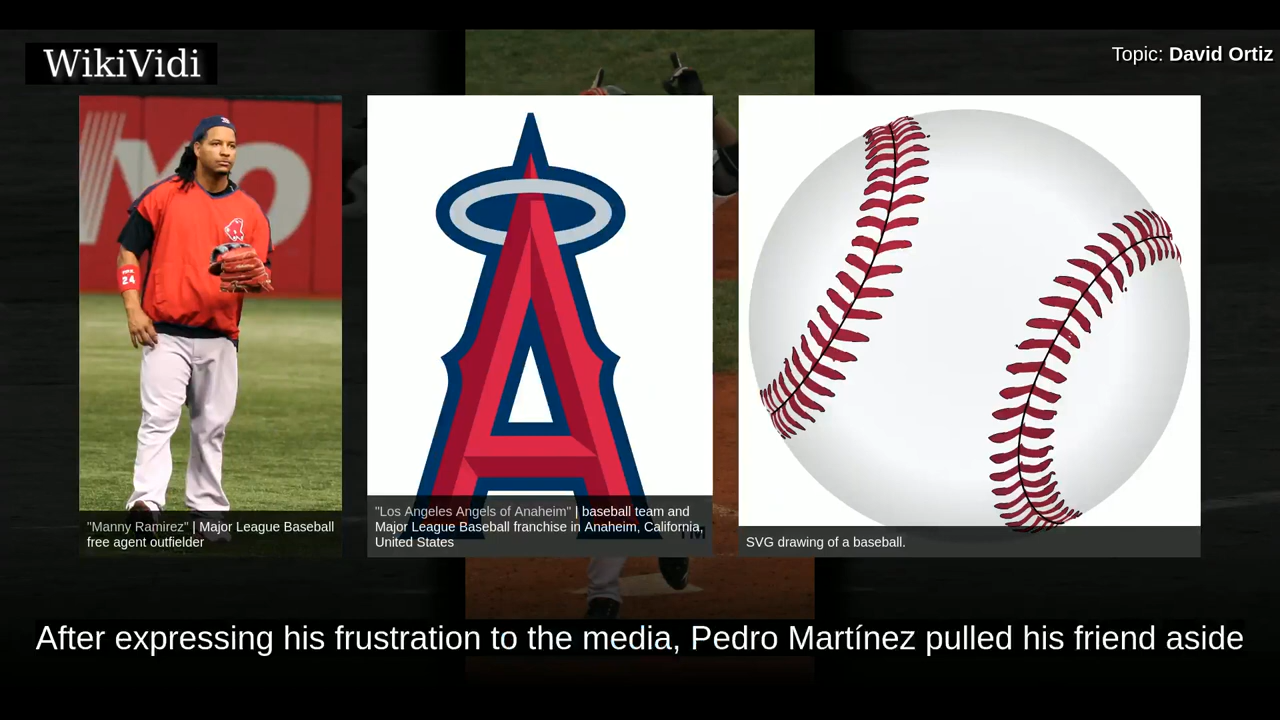 WikiVidi
Topic: David Ortiz
24
"Manny Ramirez" | Major League Baseball
free agent outfielder
"Los Angeles Angels of Anaheim" | baseball team and
Major League Baseball franchise in Anaheim, California,
United States
TM
SVG drawing of a baseball.
After expressing his frustration to the media, Pedro Martínez pulled his friend aside